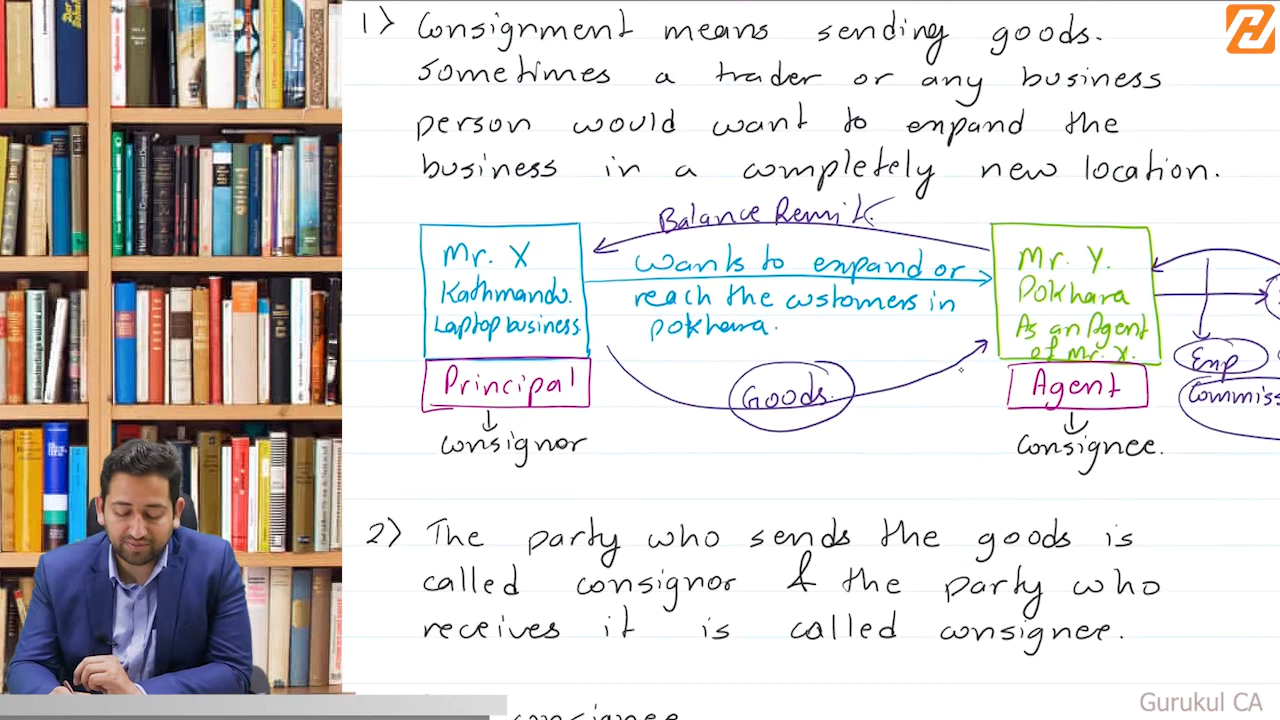 1) Consignment means sending goods.
Sometimes a trader or any business
person would want to expand the
business in a completely new location.
Balance Remit
Mr. X
Kathmandu.
Laptop business
Principal
consignor
wants to expand or
reach the customers in
pokhara.
Goods
Mr. Y.
Pokhara
As an Agent
of Mr. X.
Agent
consignee.
Exp
Commiss
2) The party who sends the goods is
called consignor & the party who
receives it is called consignee.
consignee
Gurukul CA